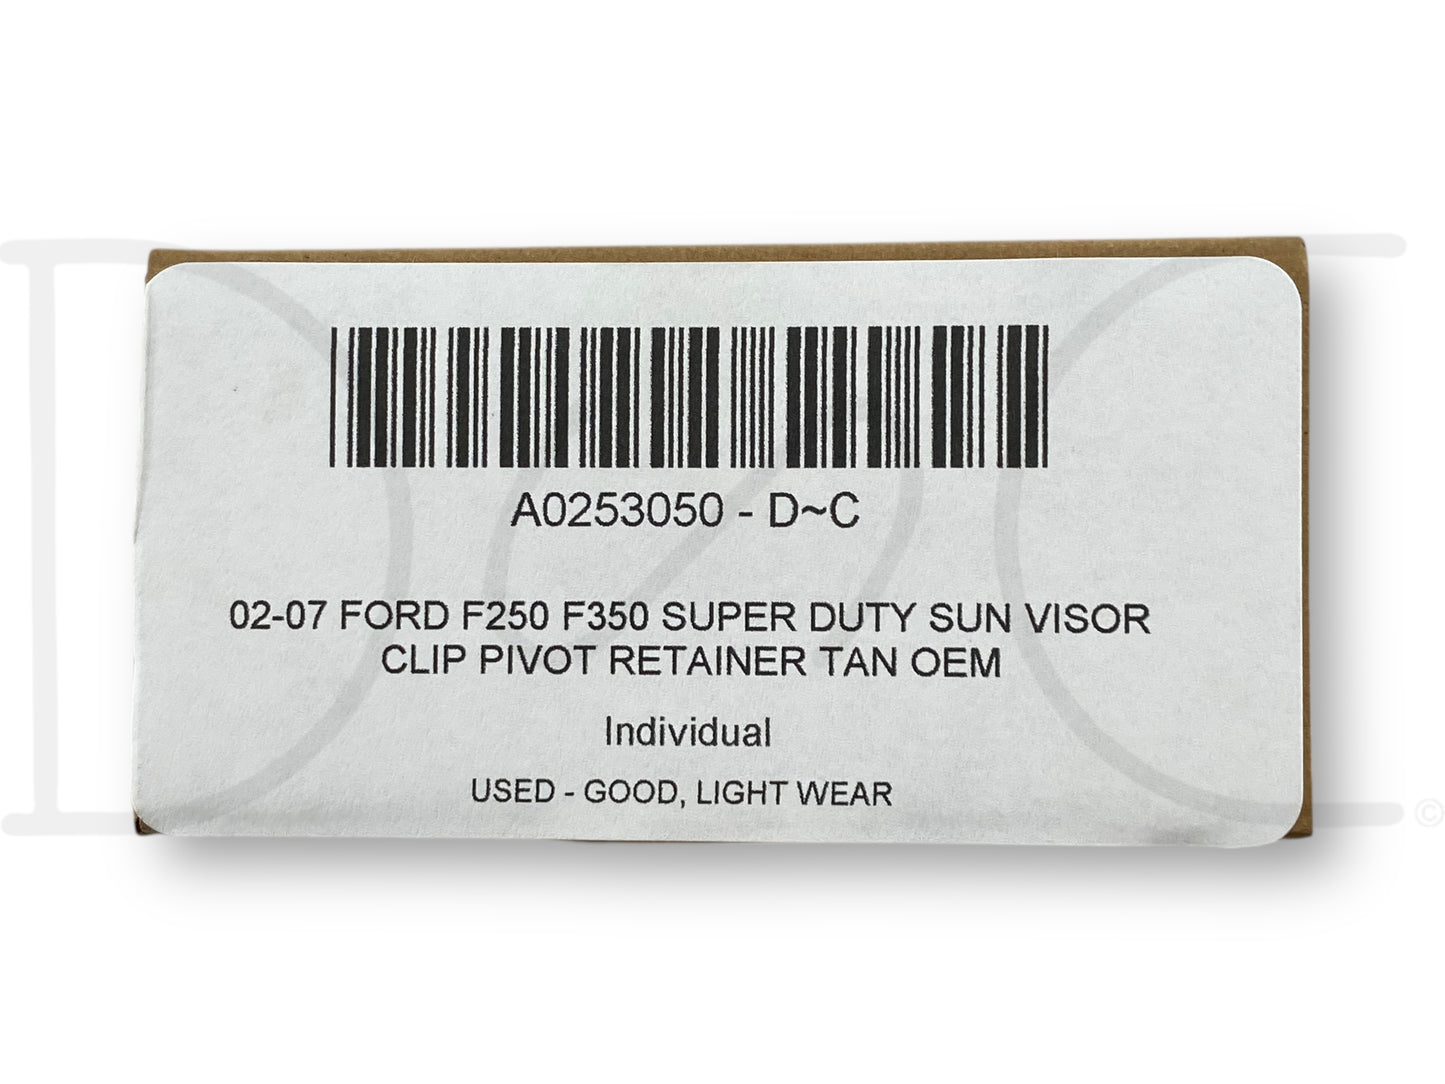 A0253050 - D~C
02-07 FORD F250 F350 SUPER DUTY SUN VISOR
CLIP PIVOT RETAINER TAN OEM
Individual
USED - GOOD, LIGHT WEAR
©